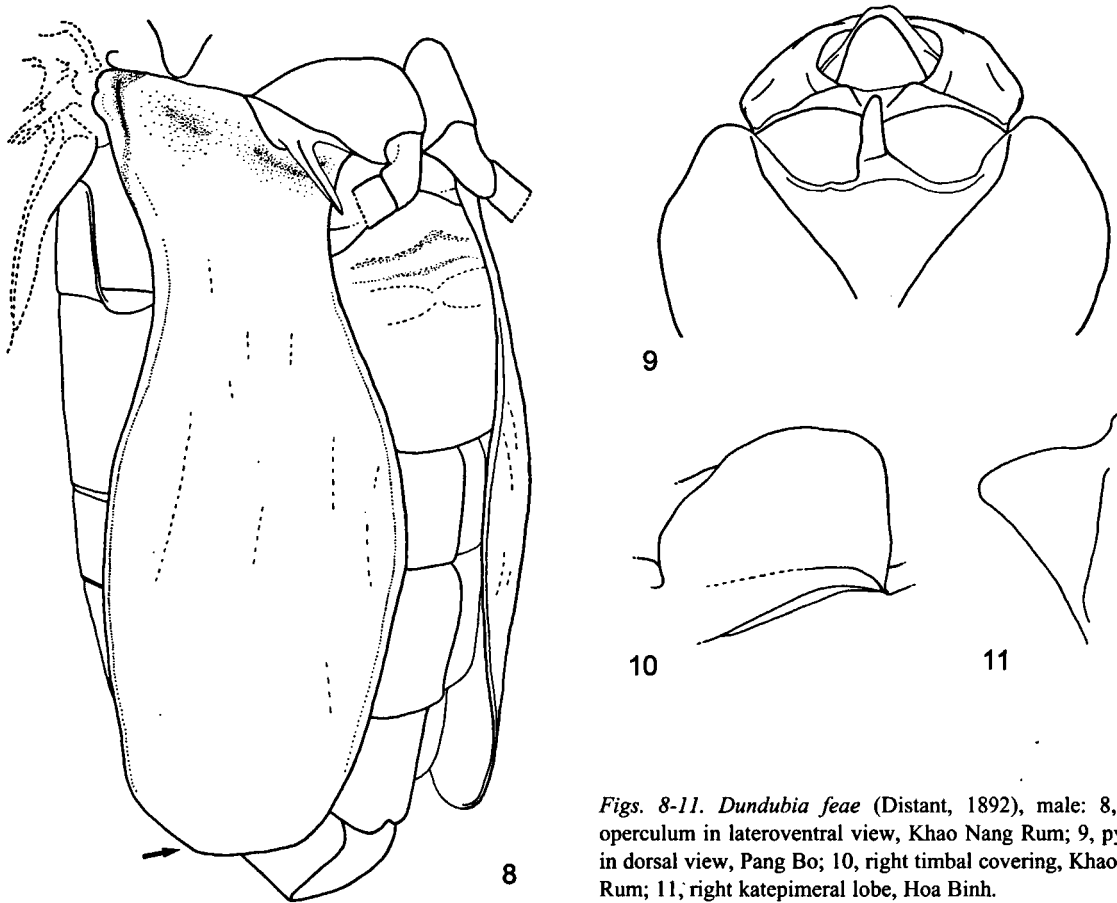 9
10
11
8
Figs. 8-11. Dundubia feae (Distant, 1892), male: 8,
operculum in lateroventral view, Khao Nang Rum; 9,
in dorsal view, Pang Bo; 10, right timbal covering, Khao
Rum; 11, right katepimeral lobe, Hoa Binh.